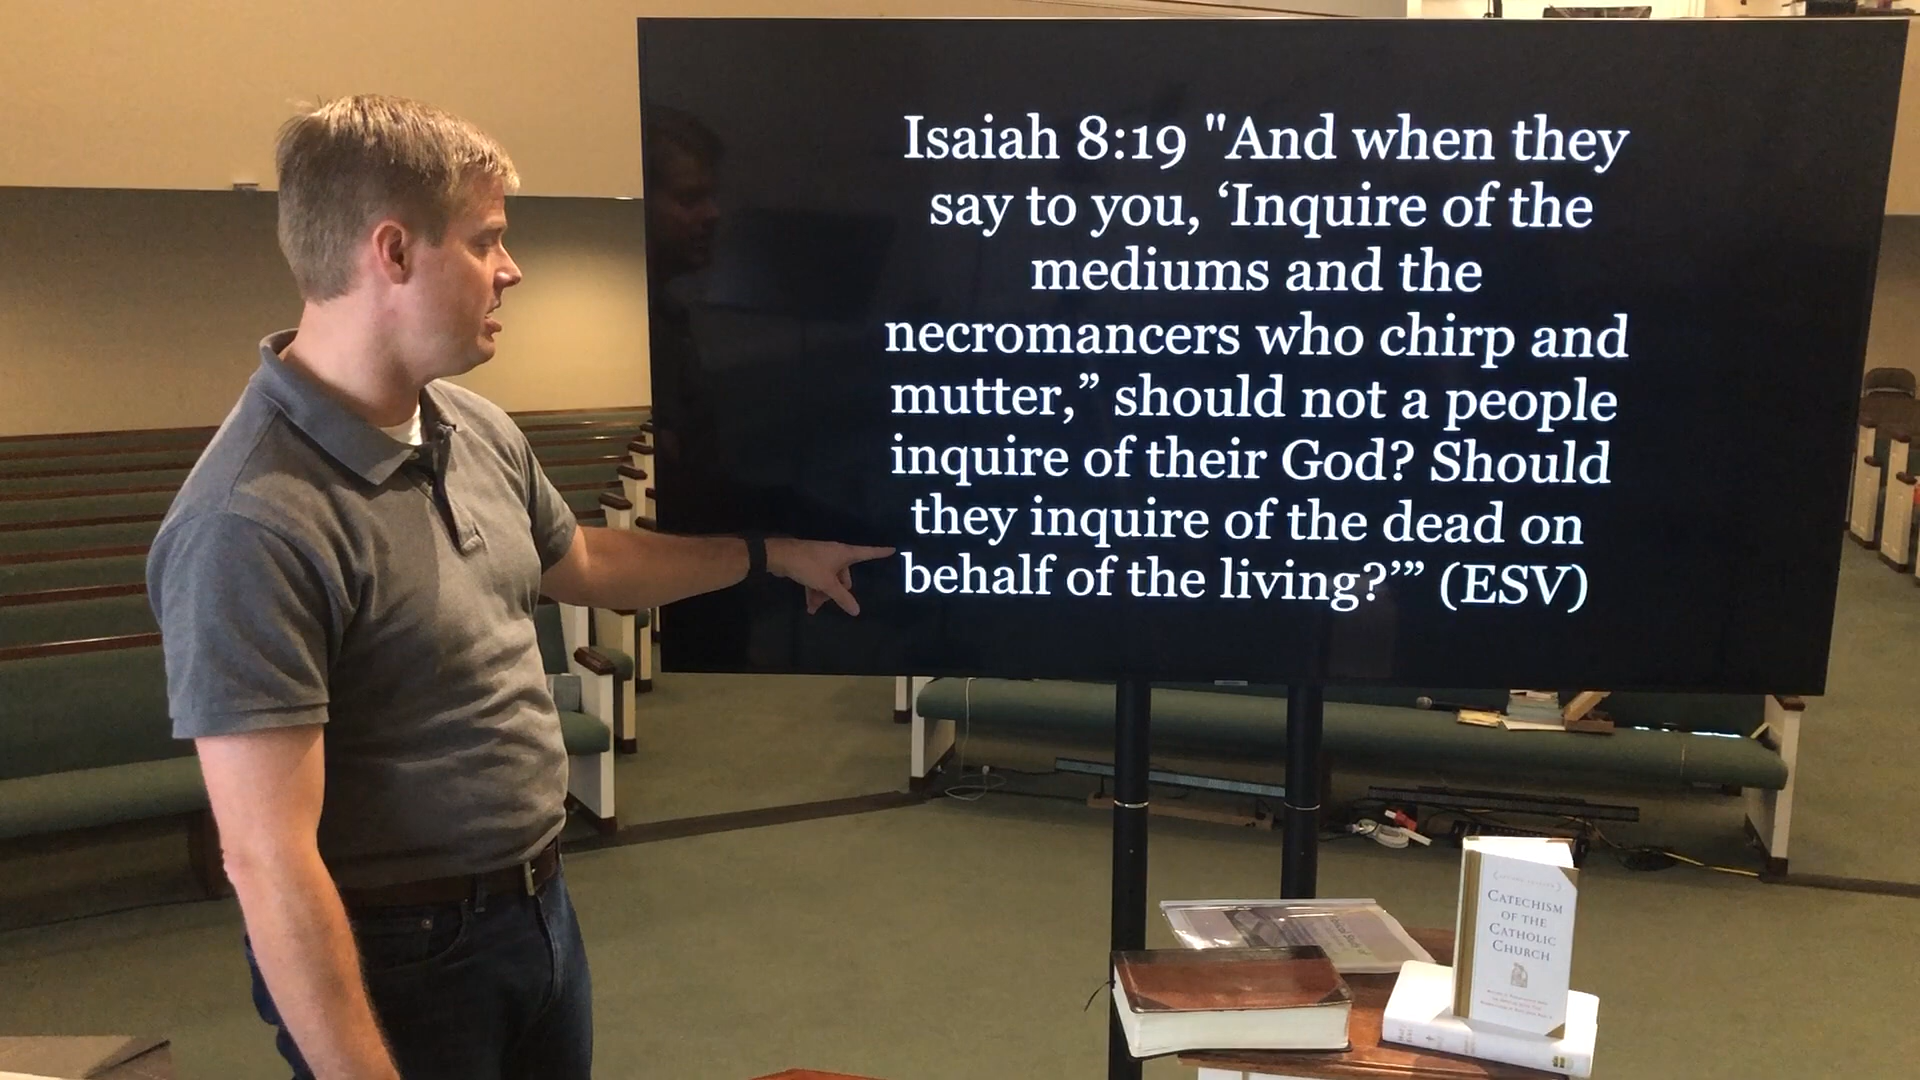 Isaiah 8:19 "And when they
say to you, ‘Inquire of the
mediums and the
necromancers who chirp and
mutter,” should not a people
inquire of their God? Should
they inquire of the dead on
behalf of the living?’” (ESV)
CATECHISM
OF THE
CATHOLIC
CHURCH